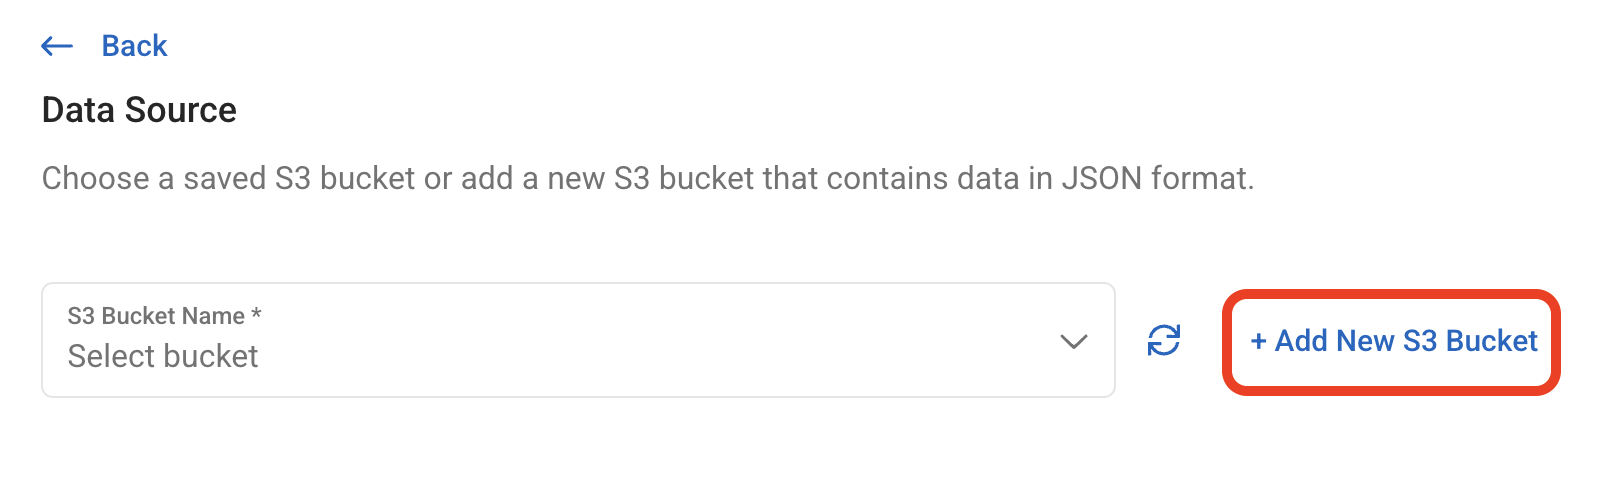 Back
Data Source
Choose a saved S3 bucket or add a new S3 bucket that contains data in JSON format.
S3 Bucket Name *
Select bucket
+ Add New S3 Bucket